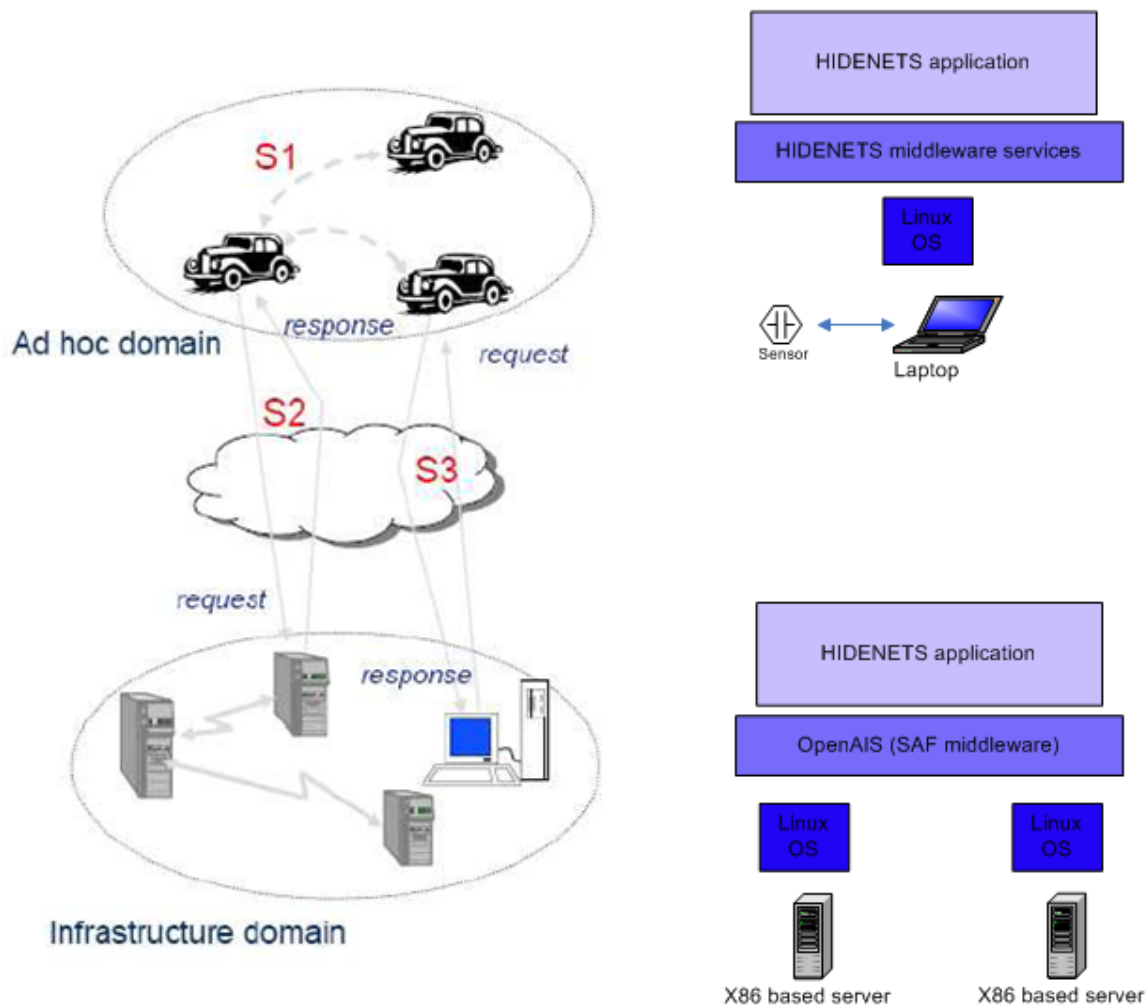 S1
response
request
Ad hoc domain
S2
S3
request
response
Infrastructure domain
HIDENETS application
HIDENETS middleware services
Linux
OS
Sensor
Laptop
HIDENETS application
OpenAIS (SAF middleware)
Linux
OS
Linux
OS
X86 based server
X86 based server